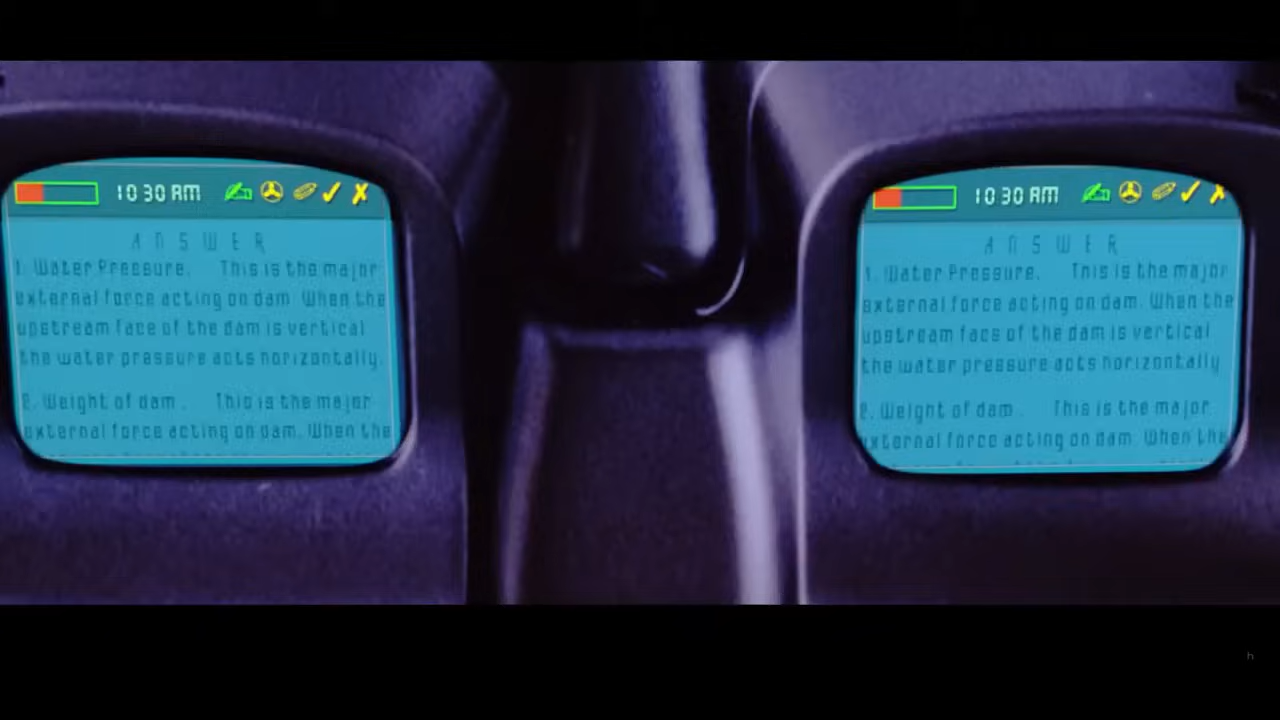 10 30 AM
ANSWER
1. Water Pressure. This is the major
external force acting on dam. When the
upstream face of the dam is vertical
the water pressure acts horizontally.
2. Weight of dam. This is the major
external force acting on dam. When the
10 30 AM
ANSWER
1. Water Pressure. This is the major
external force acting on dam. When the
upstream face of the dam is vertical
the water pressure acts horizontally
2. Weight of dam. This is the major
external force acting on dam. When the
h